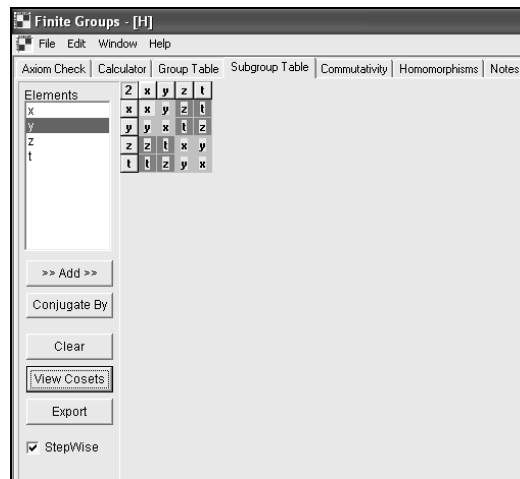 Finite Groups - [H]
File Edit Window Help
Axiom Check Calculator Group Table Subgroup Table Commutativity Homomorphisms Notes
Elements
x
y
z
t
2 x y z t
x x y z t
y y x t z
z z t x y
t t z y x
>> Add >>
Conjugate By
Clear
View Cosets
Export
StepWise